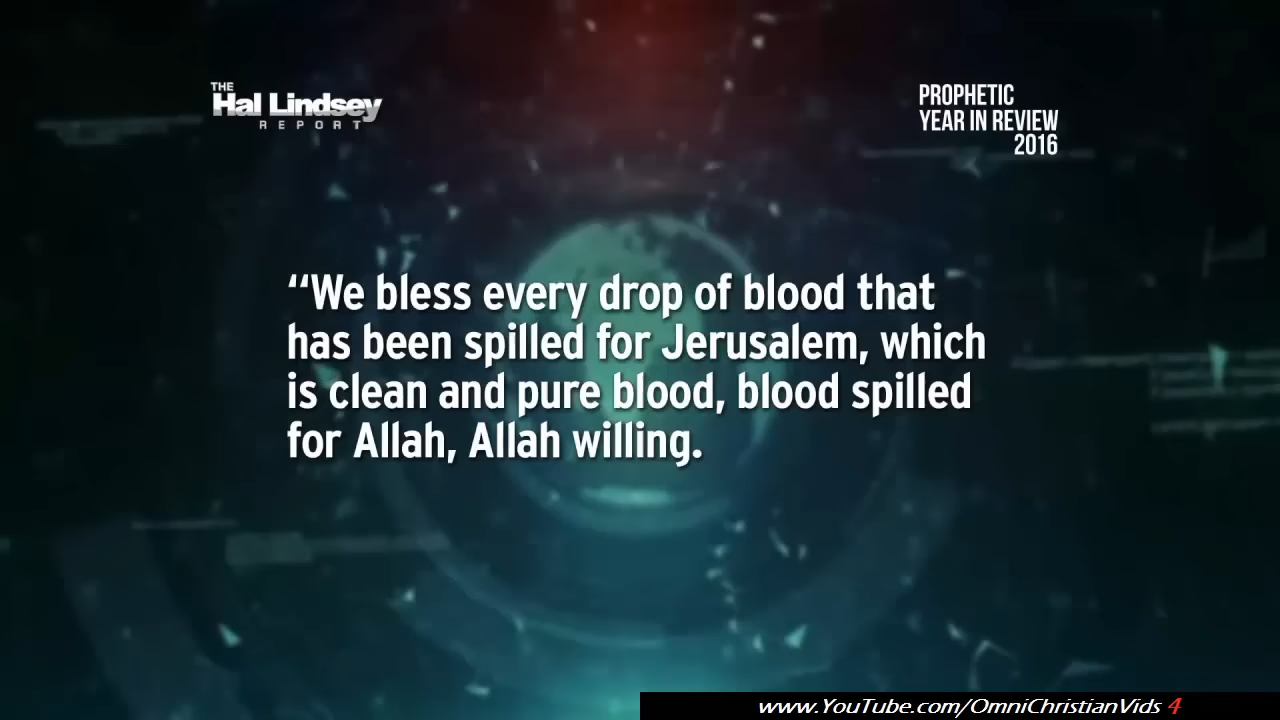 THE
Hal Lindsey
REPORT
PROPHETIC
YEAR IN REVIEW
2016
“We bless every drop of blood that
has been spilled for Jerusalem, which
is clean and pure blood, blood spilled
for Allah, Allah willing.
www.YouTube.com/OmniChristianVids 4